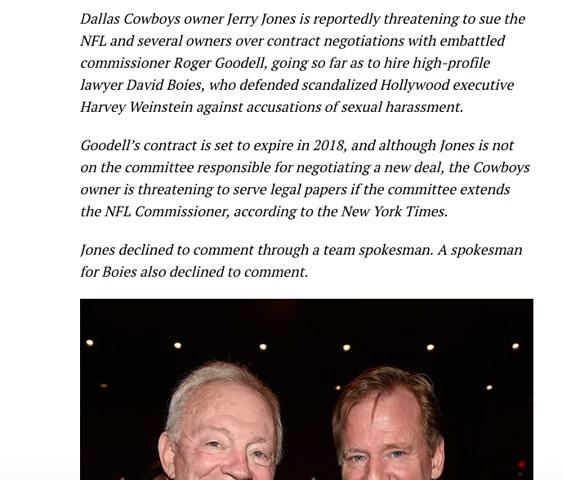 Dallas Cowboys owner Jerry Jones is reportedly threatening to sue the
NFL and several owners over contract negotiations with embattled
commissioner Roger Goodell, going so far as to hire high-profile
lawyer David Boies, who defended scandalized Hollywood executive
Harvey Weinstein against accusations of sexual harassment.
Goodell’s contract is set to expire in 2018, and although Jones is not
on the committee responsible for negotiating a new deal, the Cowboys
owner is threatening to serve legal papers if the committee extends
the NFL Commissioner, according to the New York Times.
Jones declined to comment through a team spokesman. A spokesman
for Boies also declined to comment.